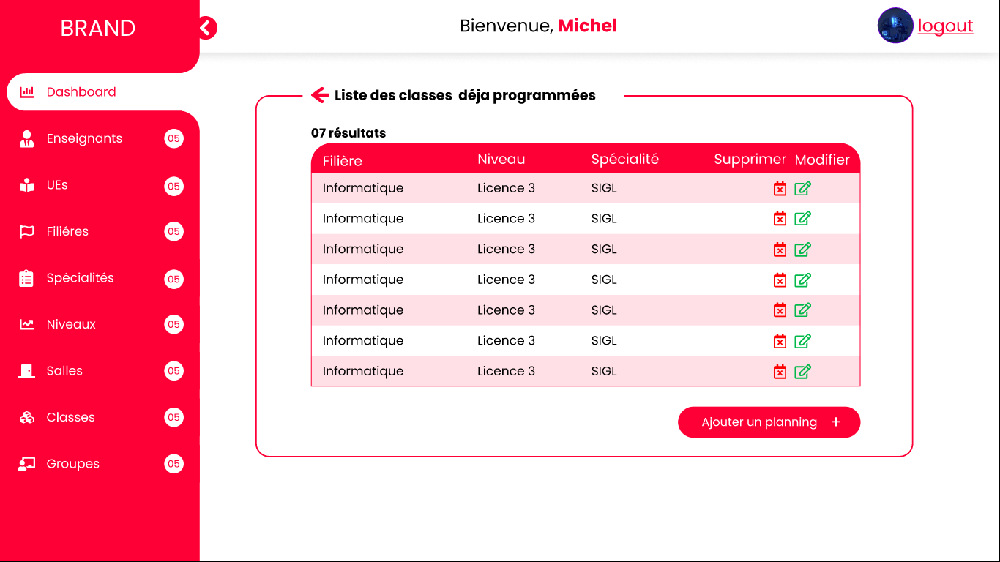 BRAND
Bienvenue, Michel
logout
Dashboard
Enseignants 05
UEs 05
Filiéres 05
Spécialités 05
Niveaux 05
Salles 05
Classes 05
Groupes 05
Liste des classes déja programmées
07 résultats
Filière Niveau Spécialité Supprimer Modifier
Informatique Licence 3 SIGL
Informatique Licence 3 SIGL
Informatique Licence 3 SIGL
Informatique Licence 3 SIGL
Informatique Licence 3 SIGL
Informatique Licence 3 SIGL
Informatique Licence 3 SIGL
Ajouter un planning +